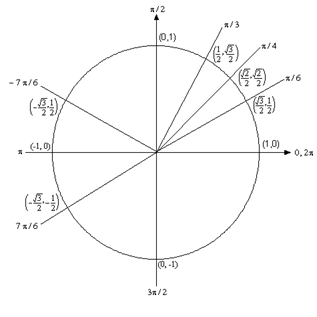 π/2
(0,1)
π/3
(1/2, √3/2)
π/4
(√2/2, √2/2)
π/6
(√3/2, 1/2)
-7π/6
(-√3/2, 1/2)
π
(-1, 0)
(1,0)
0, 2π
(-√3/2, -1/2)
7π/6
(0, -1)
3π/2